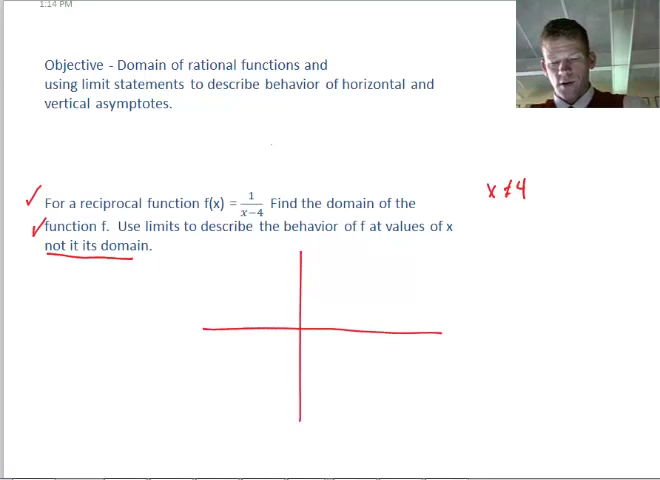 1:14 PM
Objective - Domain of rational functions and
using limit statements to describe behavior of horizontal and
vertical asymptotes.
x ≠ 4
For a reciprocal function f(x) = 1/(x−4) Find the domain of the
function f. Use limits to describe the behavior of f at values of x
not it its domain.